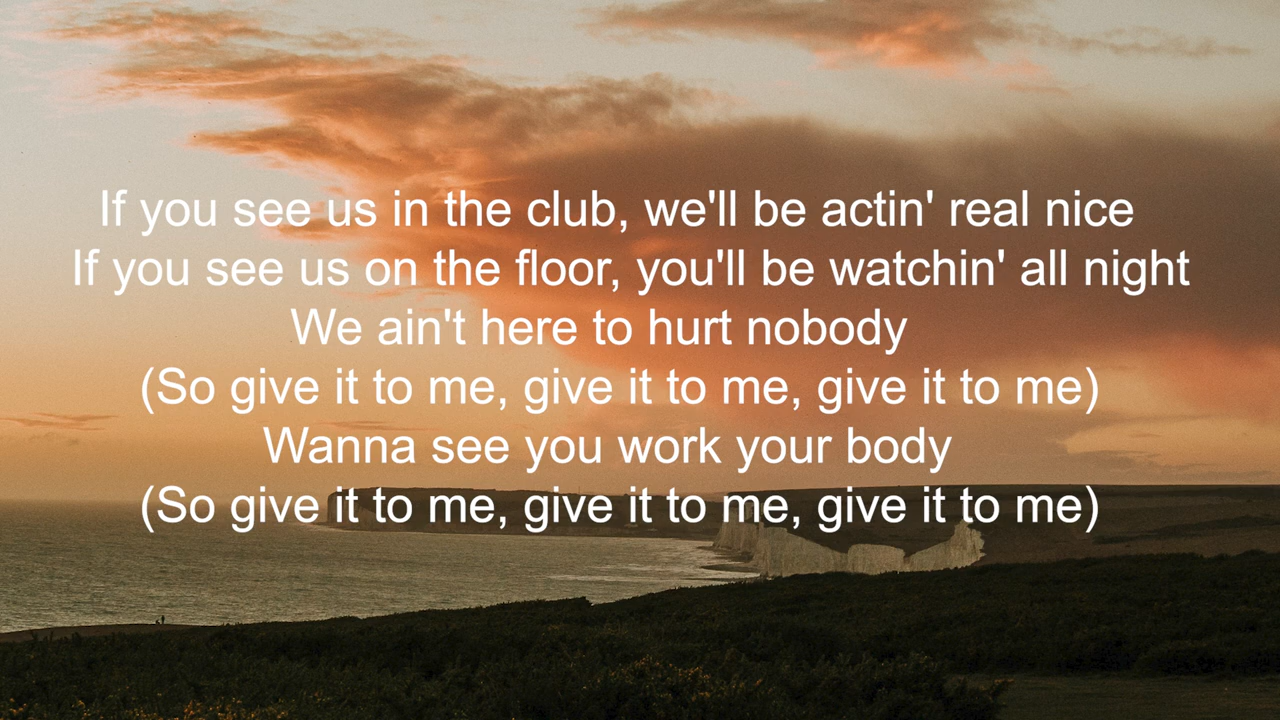 If you see us in the club, we'll be actin' real nice
If you see us on the floor, you'll be watchin' all night
We ain't here to hurt nobody
(So give it to me, give it to me, give it to me)
Wanna see you work your body
(So give it to me, give it to me, give it to me)